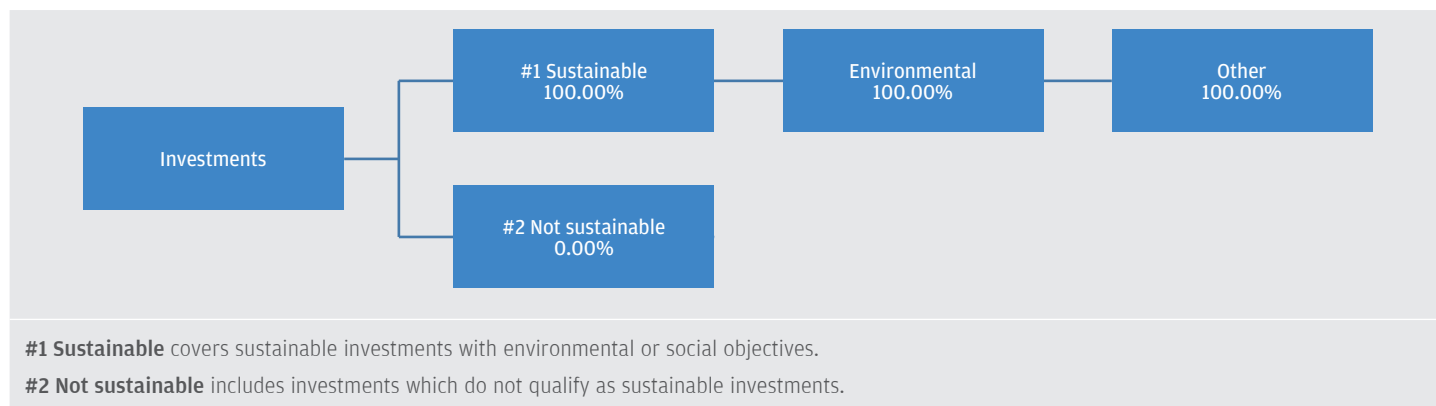 Investments
#1 Sustainable
100.00%
Environmental
100.00%
Other
100.00%
#2 Not sustainable
0.00%
#1 Sustainable covers sustainable investments with environmental or social objectives.
#2 Not sustainable includes investments which do not qualify as sustainable investments.